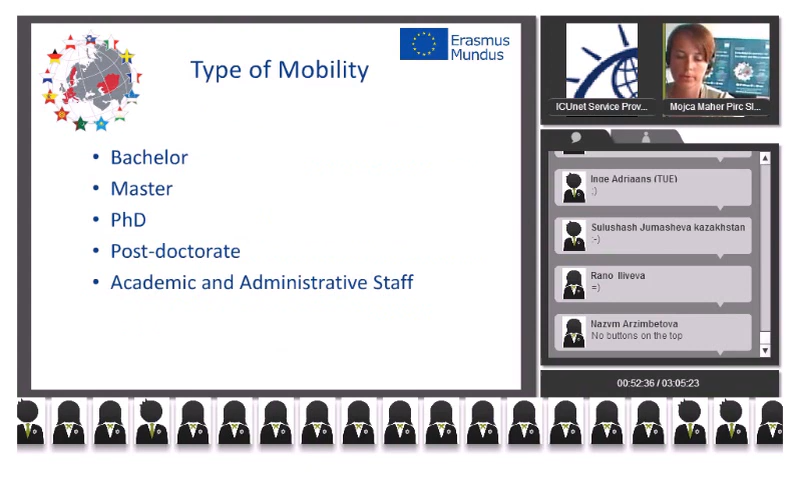 Type of Mobility
Erasmus
Mundus
• Bachelor
• Master
• PhD
• Post-doctorate
• Academic and Administrative Staff
ICUnet Service Prov...
Mojca Maher Pirc Sl...
Inge Adriaans (TUE)
;)
Sulushash Jumasheva kazakhstan
:-)
Rano Iliveva
=)
Nazym Arzimbetova
No buttons on the top
00:52:36 / 03:05:23